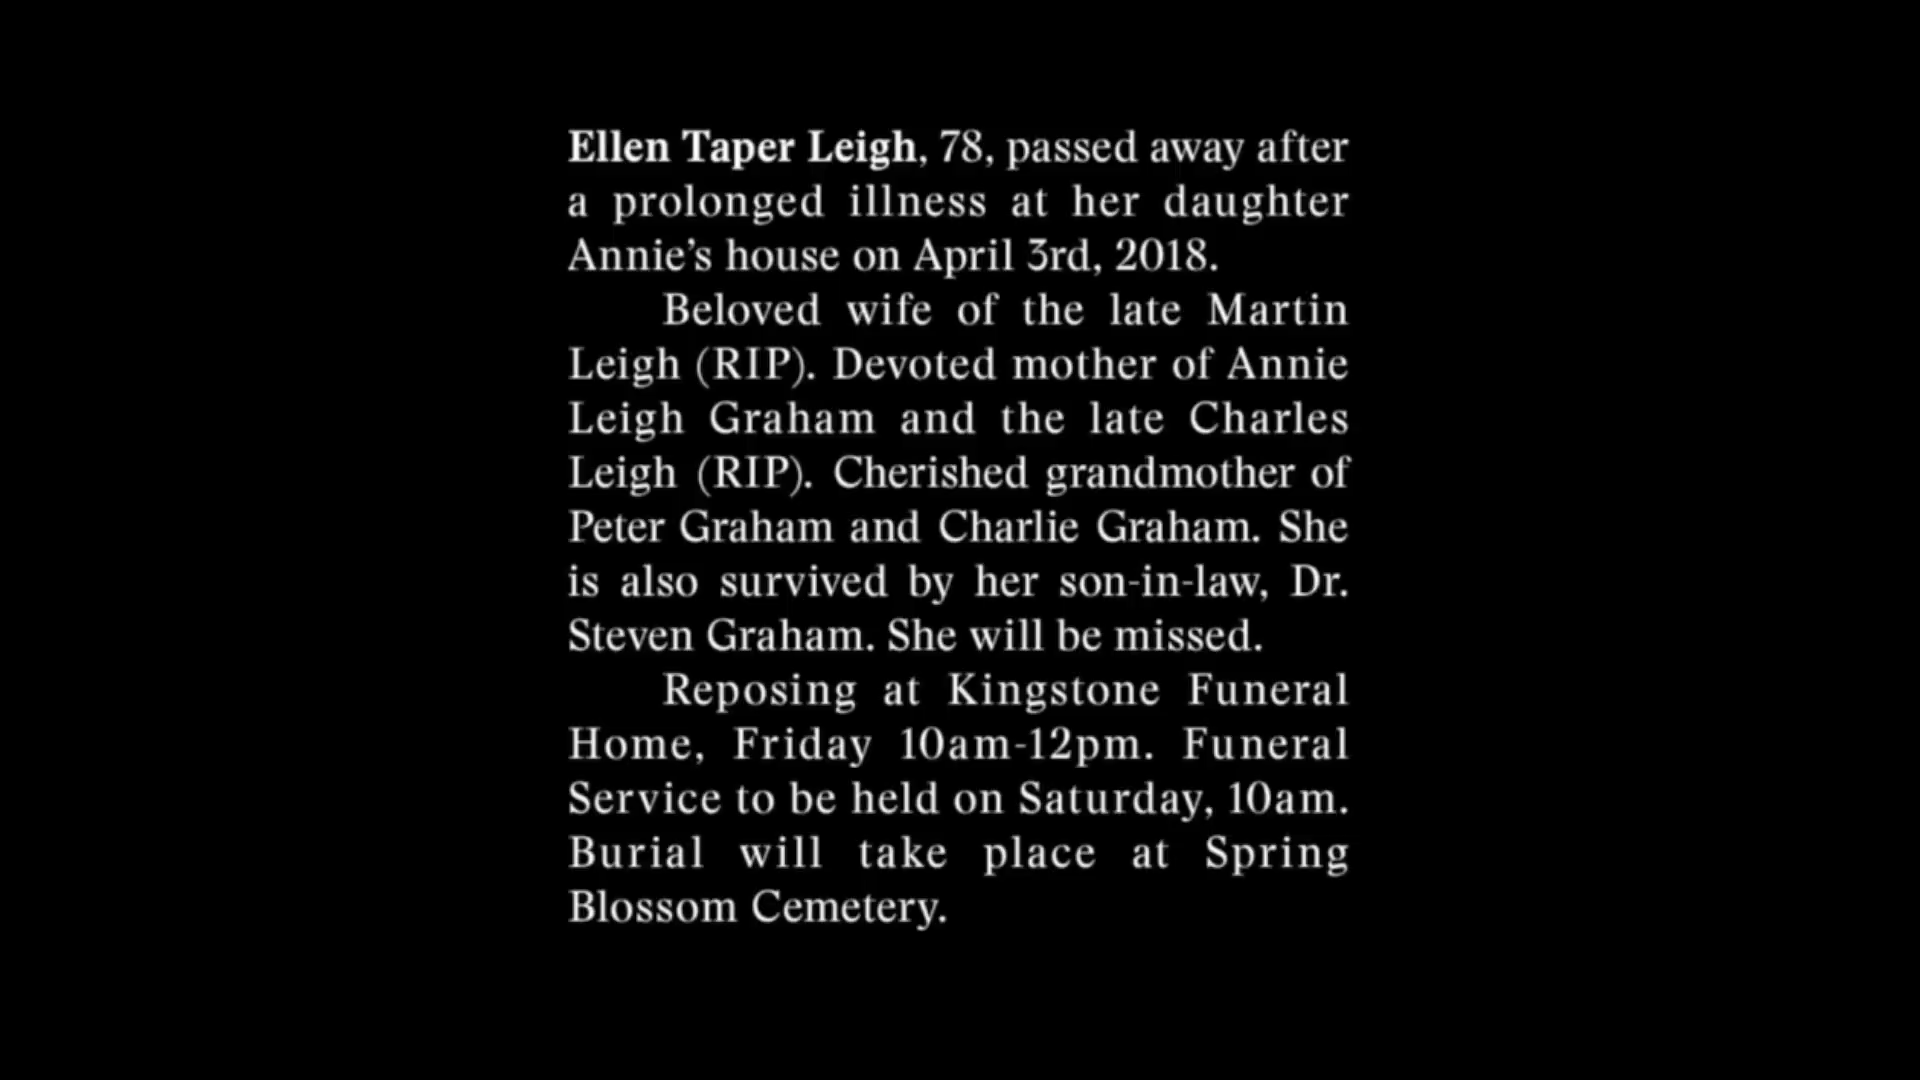 Ellen Taper Leigh, 78, passed away after
a prolonged illness at her daughter
Annie’s house on April 3rd, 2018.
Beloved wife of the late Martin
Leigh (RIP). Devoted mother of Annie
Leigh Graham and the late Charles
Leigh (RIP). Cherished grandmother of
Peter Graham and Charlie Graham. She
is also survived by her son-in-law, Dr.
Steven Graham. She will be missed.
Reposing at Kingstone Funeral
Home, Friday 10am-12pm. Funeral
Service to be held on Saturday, 10am.
Burial will take place at Spring
Blossom Cemetery.